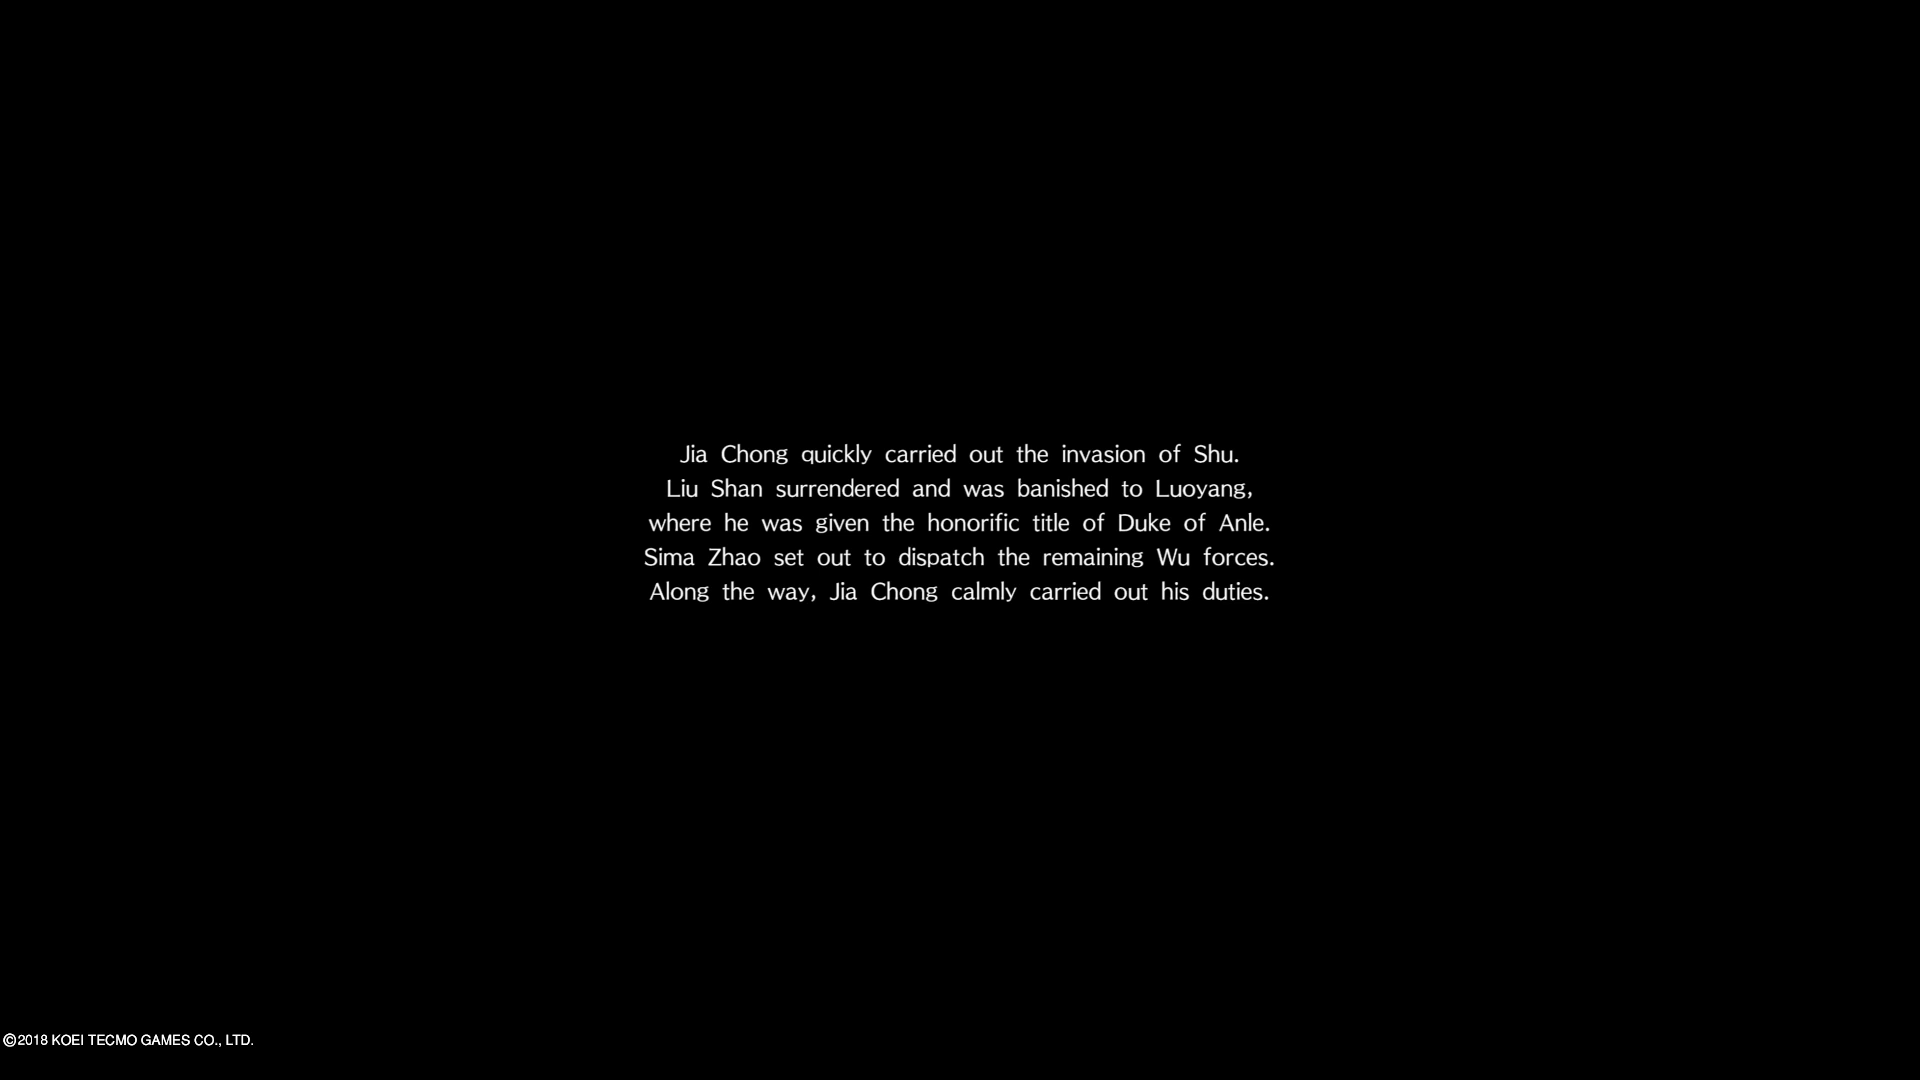 Jia Chong quickly carried out the invasion of Shu.
Liu Shan surrendered and was banished to Luoyang,
where he was given the honorific title of Duke of Anle.
Sima Zhao set out to dispatch the remaining Wu forces.
Along the way, Jia Chong calmly carried out his duties.
©2018 KOEI TECMO GAMES CO., LTD.